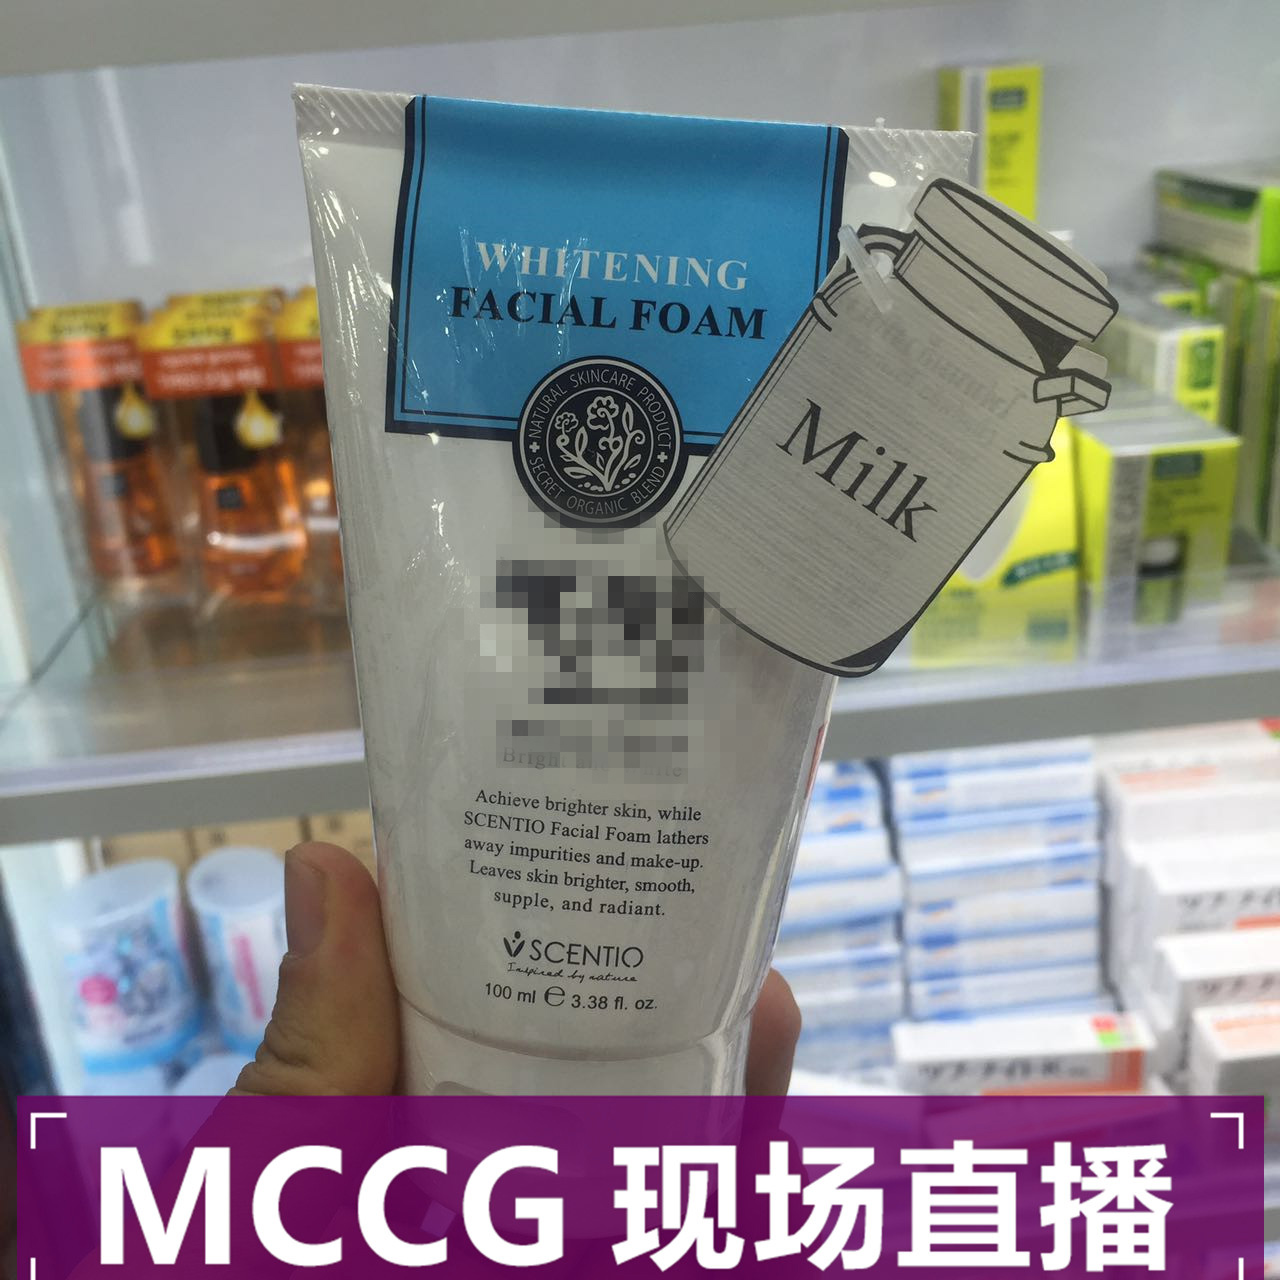 WHITENING
FACIAL FOAM
NATURAL SKINCARE PRODUCT
SECRET ORGANIC BLEND
Milk
Achieve brighter skin, while
SCENTIO Facial Foam lathers
away impurities and make-up.
Leaves skin brighter, smooth,
supple, and radiant.
SCENTIO
Inspired by nature
100 ml e 3.38 fl. oz.
MCCG 现场直播